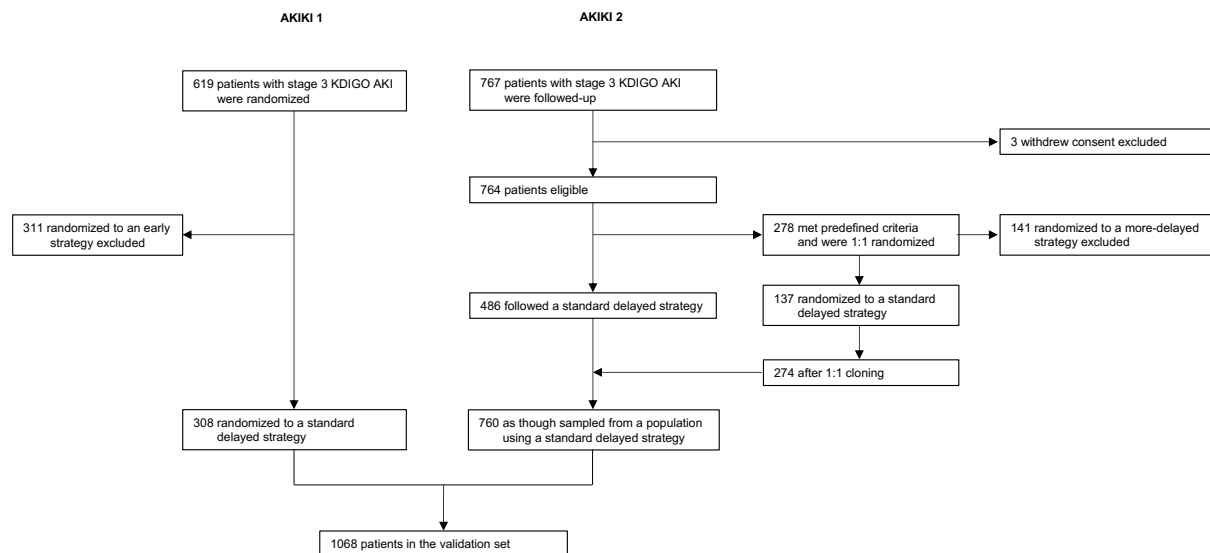 AKIKI 1
AKIKI 2
619 patients with stage 3 KDIGO AKI
were randomized
767 patients with stage 3 KDIGO AKI
were followed-up
3 withdrew consent excluded
764 patients eligible
311 randomized to an early
strategy excluded
278 met predefined criteria
and were 1:1 randomized
141 randomized to a more-delayed
strategy excluded
486 followed a standard delayed strategy
137 randomized to a standard
delayed strategy
274 after 1:1 cloning
308 randomized to a standard
delayed strategy
760 as though sampled from a population
using a standard delayed strategy
1068 patients in the validation set